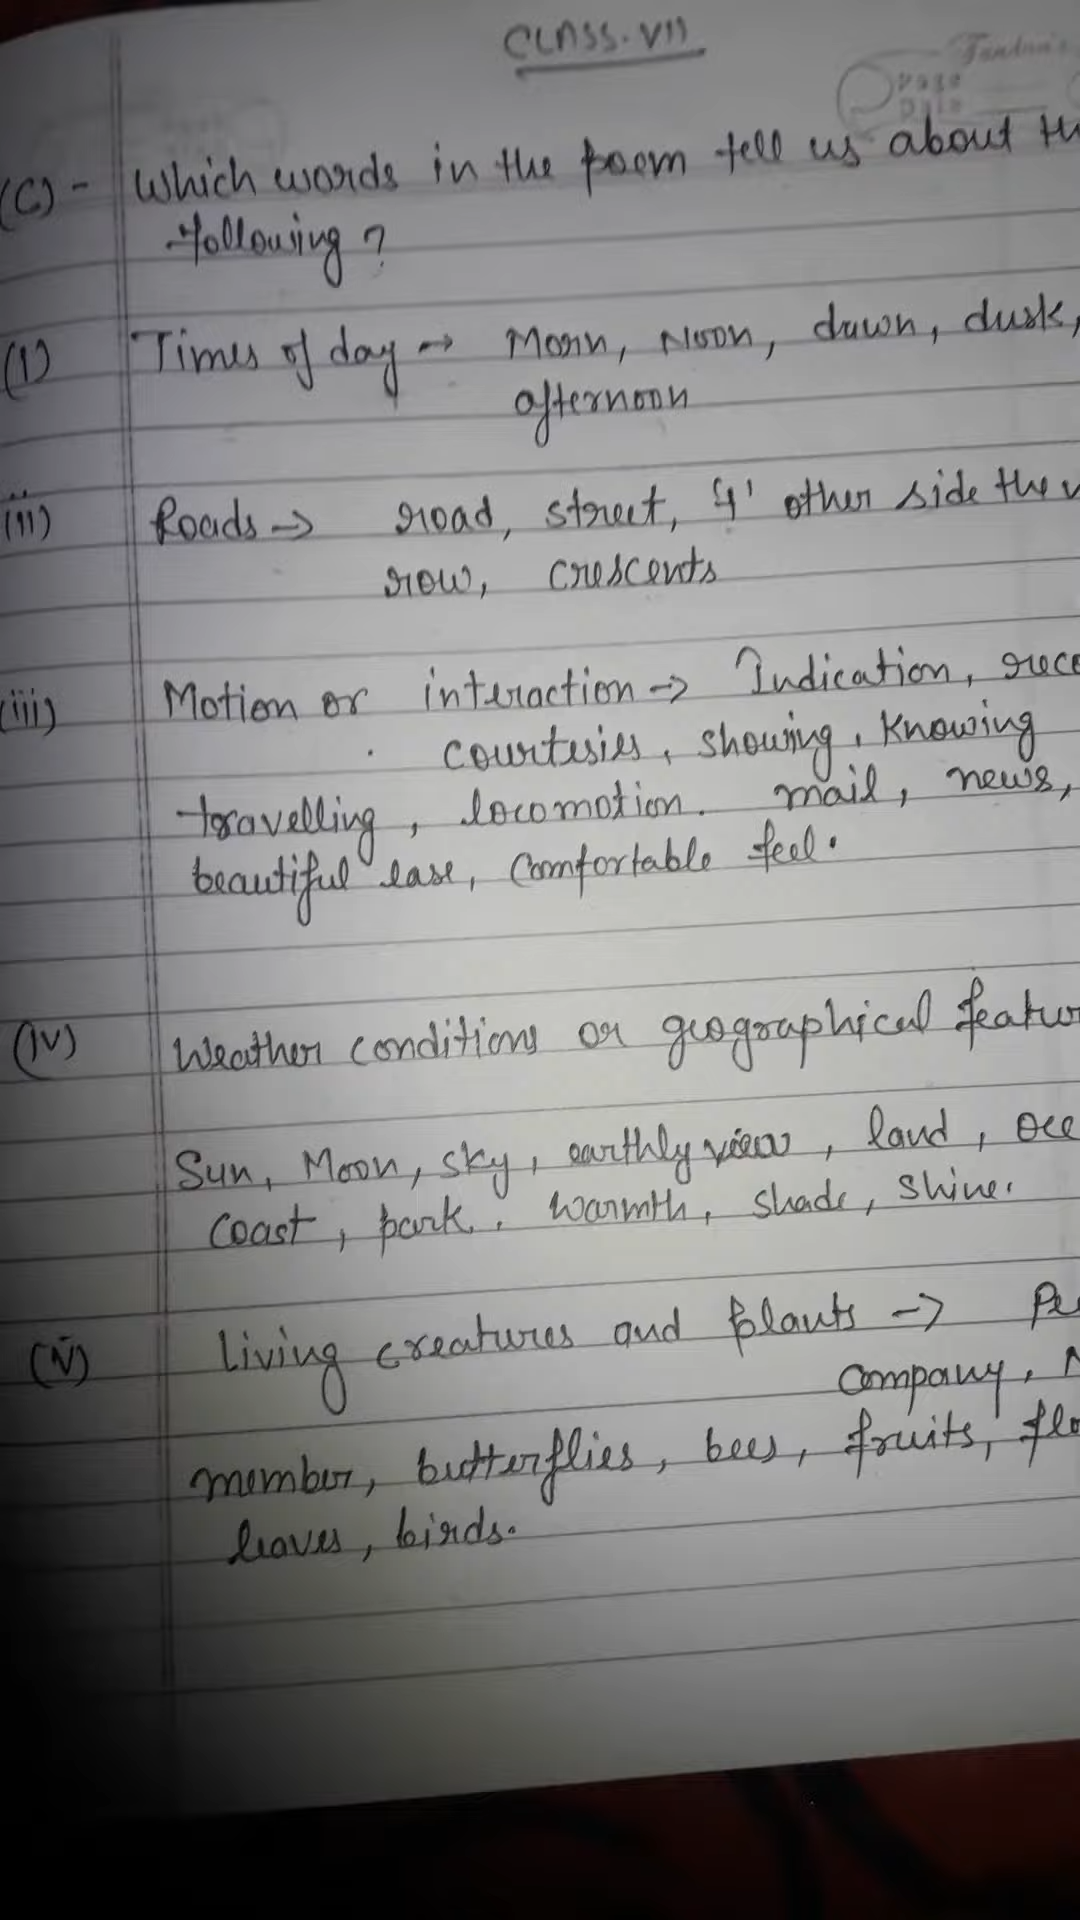 CLASS. VII
Tandan's
Page
Date
(C) - Which words in the poem tell us about
following ?
(i) Times of day → Morn, Noon, dawn, dusk,
afternoon
(ii) Roads → road, street, 't' other side the
row, crescents
(iii) Motion or interaction → Indication,
courtesies, showing, knowing
travelling, locomotion. mail, news,
beautiful ease, Comfortable feel.
(iv) Weather conditions or geographical
Sun, Moon, sky, earthly view, land,
coast, park, warmth, shade, shine.
(v) Living creatures and plants →
company,
member, butterflies, bees, fruits,
leaves, birds.